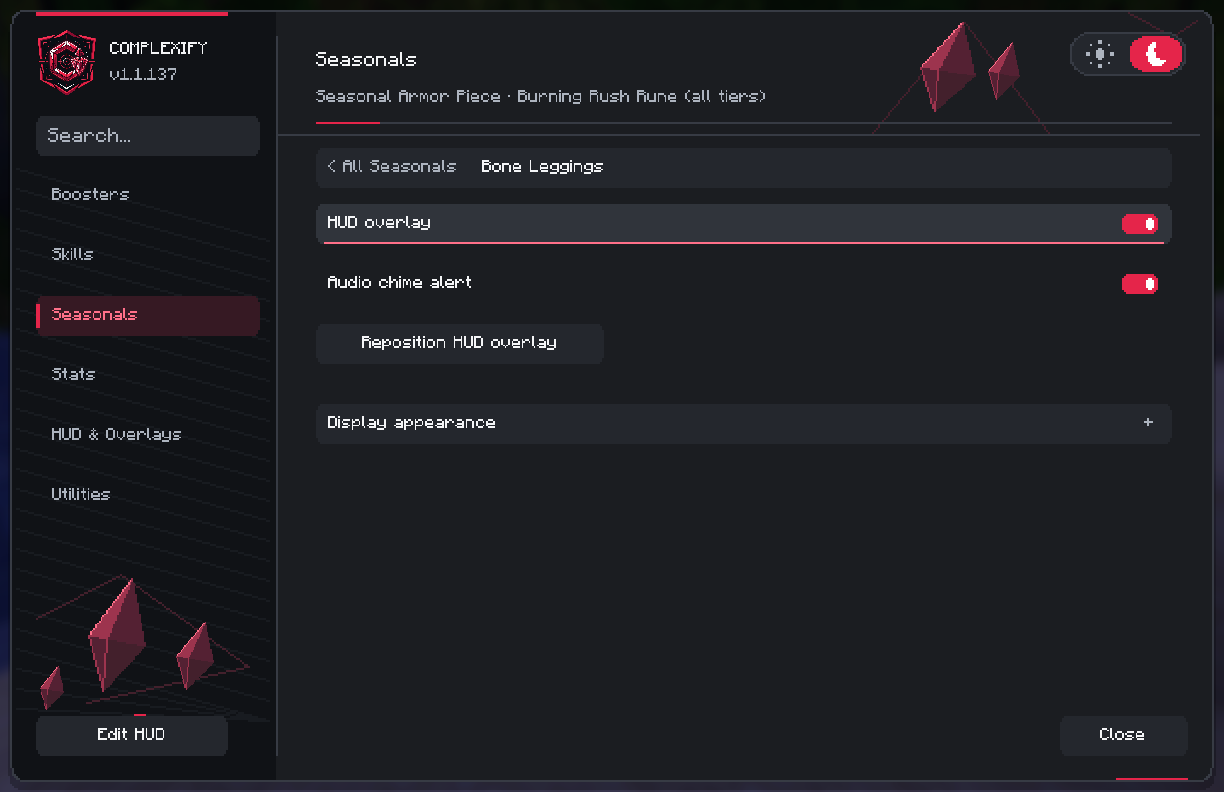 COMPLEXIFY
v1.1.137
Search...
Boosters
Skills
Seasonals
Stats
HUD & Overlays
Utilities
Edit HUD
Seasonals
Seasonal Armor Piece · Burning Rush Rune (all tiers)
< All Seasonals Bone Leggings
HUD overlay
Audio chime alert
Reposition HUD overlay
Display appearance +
Close